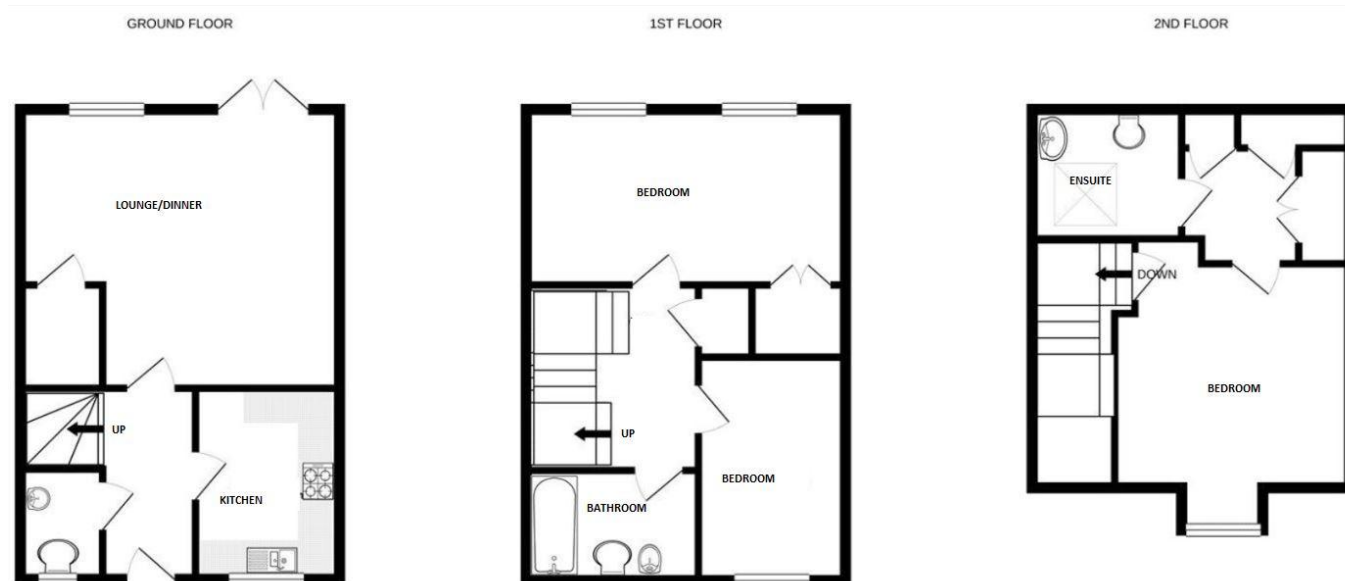 GROUND FLOOR
1ST FLOOR
2ND FLOOR
LOUNGE/DINNER
UP
KITCHEN
BEDROOM
UP
BATHROOM
BEDROOM
ENSUITE
DOWN
BEDROOM